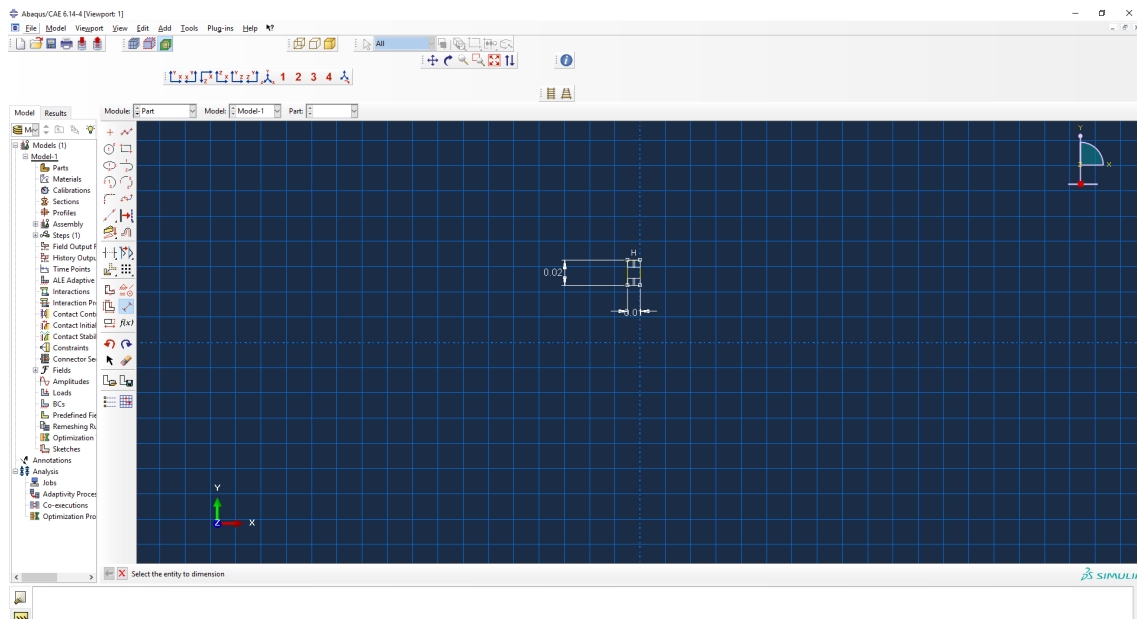 Abaqus/CAE 6.14-4 [Viewport: 1]
File Model Viewport View Edit Add Tools Plug-ins Help
All
1 2 3 4
Model Results
Module: Part Model: Model-1 Part:
Models (1)
Model-1
Parts
Materials
Calibrations
Sections
Profiles
Assembly
Steps (1)
Field Output
History Outpu
Time Points
ALE Adaptive
Interactions
Interaction Pr
Contact Contr
Contact Initial
Contact Stabil
Constraints
Connector Se
Fields
Amplitudes
Loads
BCs
Predefined Fie
Remeshing Ru
Optimization
Sketches
Annotations
Analysis
Jobs
Adaptivity Proces
Co-executions
Optimization Pro
f(x)
Y
X
H
0.02
0.01
Y
Z X
Select the entity to dimension
SIMULIA